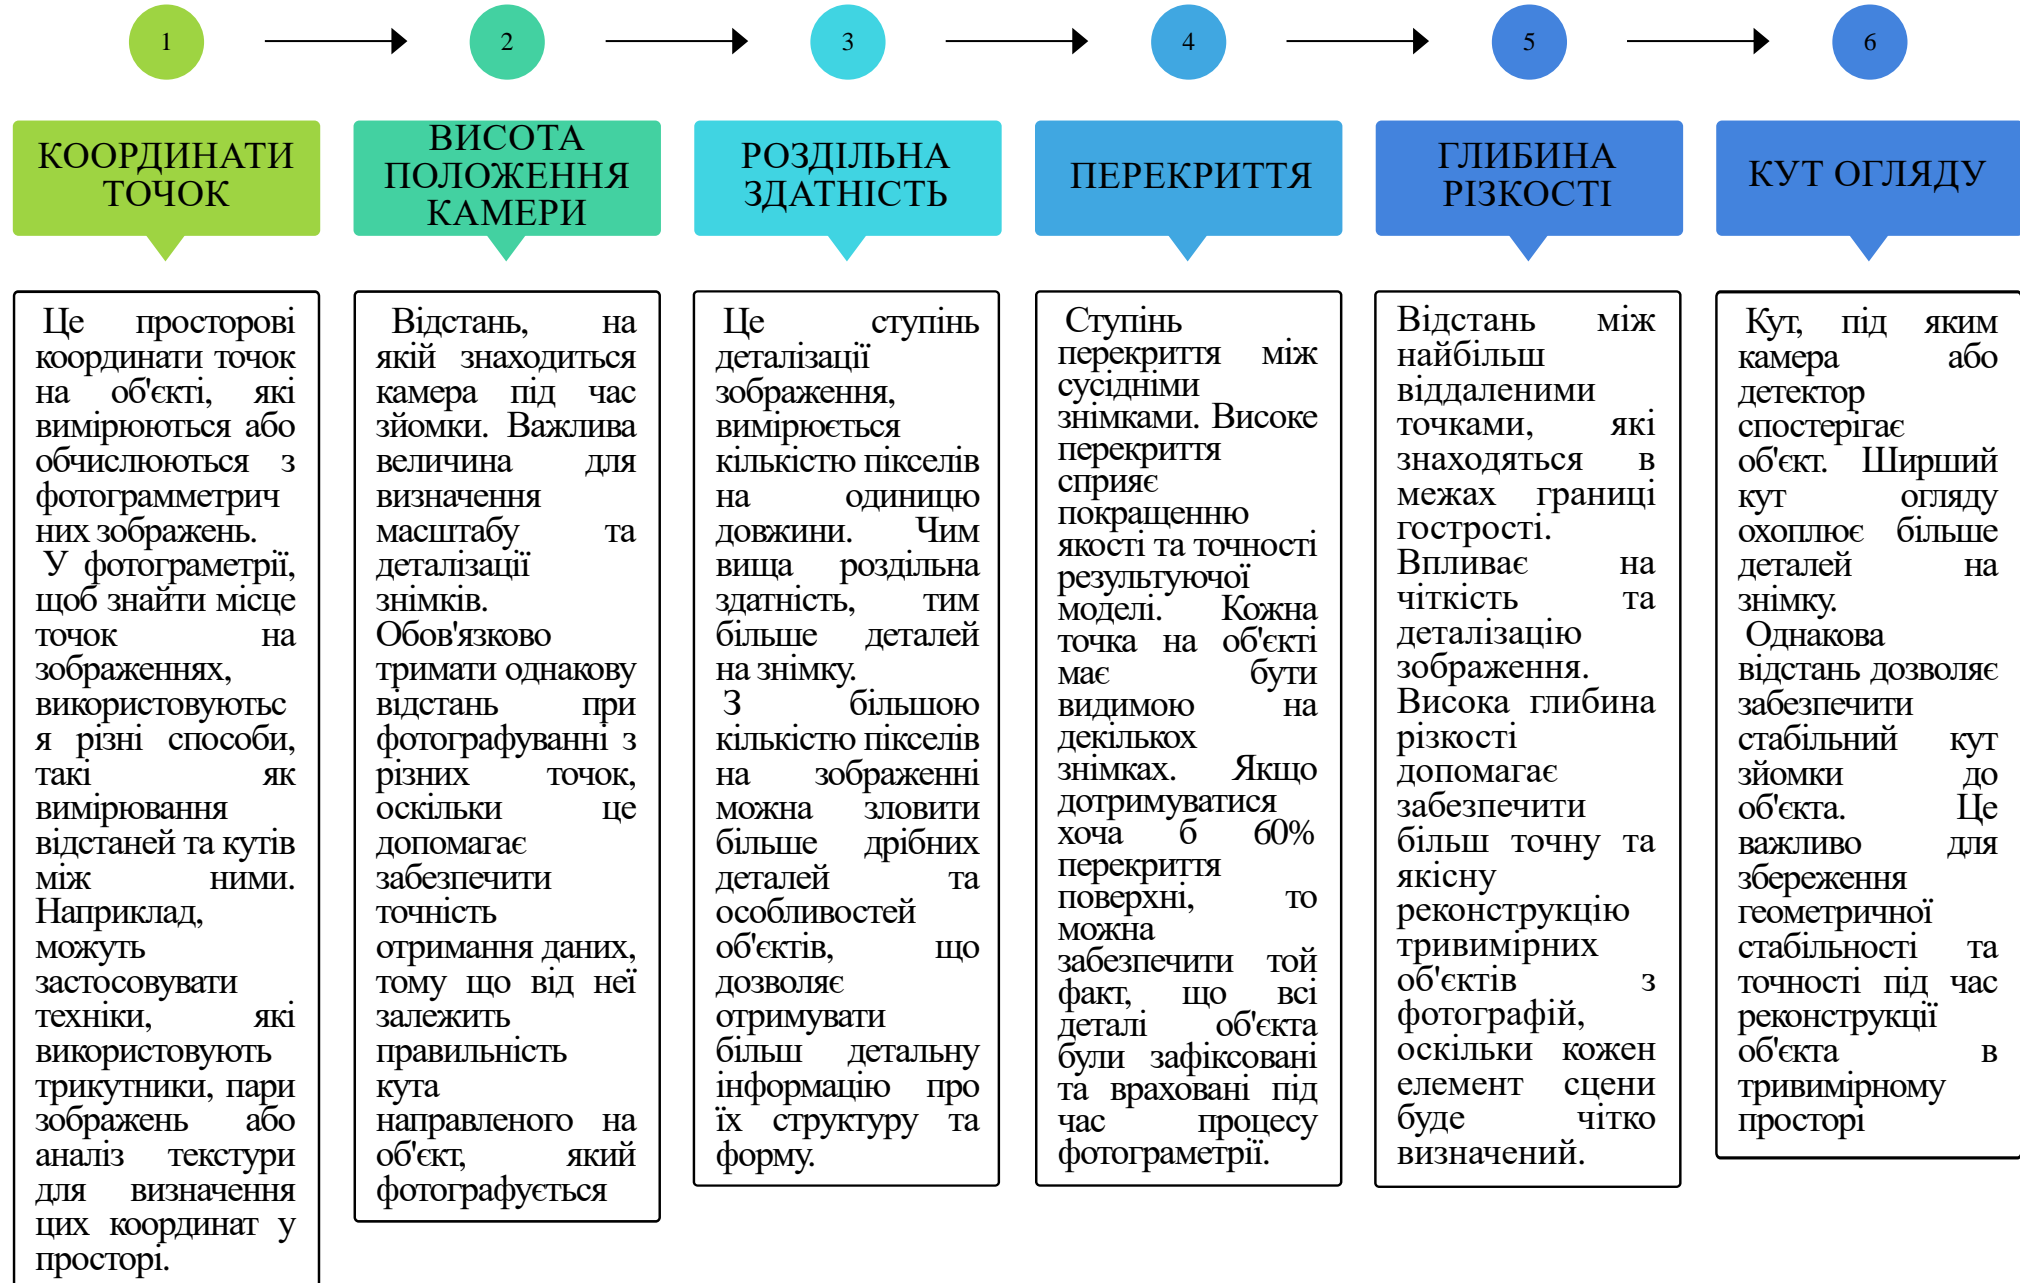 1
2
3
4
5
6
КООРДИНАТИ
ТОЧОК
ВИСОТА
ПОЛОЖЕННЯ
КАМЕРИ
РОЗДІЛЬНА
ЗДАТНІСТЬ
ПЕРЕКРИТТЯ
ГЛИБИНА
РІЗКОСТІ
КУТ ОГЛЯДУ
Це просторові
координати точок
на об'єкті, які
вимірюються або
обчислюються з
фотограмметрич
них зображень.
У фотограметрії,
щоб знайти місце
точок на
зображеннях,
використовуютьс
я різні способи,
такі як
вимірювання
відстаней та кутів
між ними.
Наприклад,
можуть
застосовувати
техніки, які
використовують
трикутники, пари
зображень або
аналіз текстури
для визначення
цих координат у
просторі.
Відстань, на
якій знаходиться
камера під час
зйомки. Важлива
величина для
визначення
масштабу та
деталізації
знімків.
Обов'язково
тримати однакову
відстань при
фотографуванні з
різних точок,
оскільки це
допомагає
забезпечити
точність
отримання даних,
тому що від неї
залежить
правильність
кута
направленого на
об'єкт, який
фотографується
Це ступінь
деталізації
зображення,
вимірюється
кількістю пікселів
на одиницю
довжини. Чим
вища роздільна
здатність, тим
більше деталей
на знімку.
З більшою
кількістю пікселів
на зображенні
можна зловити
більше дрібних
деталей та
особливостей
об'єктів, що
дозволяє
отримувати
більш детальну
інформацію про
їх структуру та
форму.
Ступінь
перекриття між
сусідніми
знімками. Високе
перекриття
сприяє
покращенню
якості та точності
результуючої
моделі. Кожна
точка на об'єкті
має бути
видимою на
декількох
знімках. Якщо
дотримуватися
хоча б 60%
перекриття
поверхні, то
можна
забезпечити той
факт, що всі
деталі об'єкта
були зафіксовані
та враховані під
час процесу
фотограметрії.
Відстань між
найбільш
віддаленими
точками, які
знаходяться в
межах границі
гострості.
Впливає на
чіткість та
деталізацію
зображення.
Висока глибина
різкості
допомагає
забезпечити
більш точну та
якісну
реконструкцію
тривимірних
об'єктів з
фотографій,
оскільки кожен
елемент сцени
буде чітко
визначений.
Кут, під яким
камера або
детектор
спостерігає
об'єкт. Ширший
кут огляду
охоплює більше
деталей на
знімку.
Однакова
відстань дозволяє
забезпечити
стабільний кут
зйомки до
об'єкта. Це
важливо для
збереження
геометричної
стабільності та
точності під час
реконструкції
об'єкта в
тривимірному
просторі